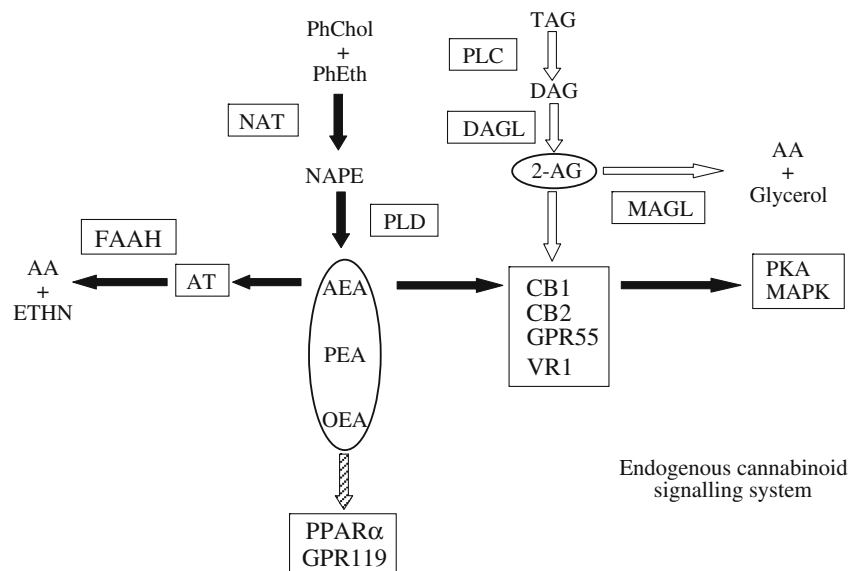 PhChol
+
PhEth
NAT
NAPE
PLD
FAAH
AA
+
ETHN
AT
AEA
PEA
OEA
PPARα
GPR119
TAG
PLC
DAG
DAGL
2-AG
MAGL
AA
+
Glycerol
CB1
CB2
GPR55
VR1
PKA
MAPK
Endogenous cannabinoid
signalling system